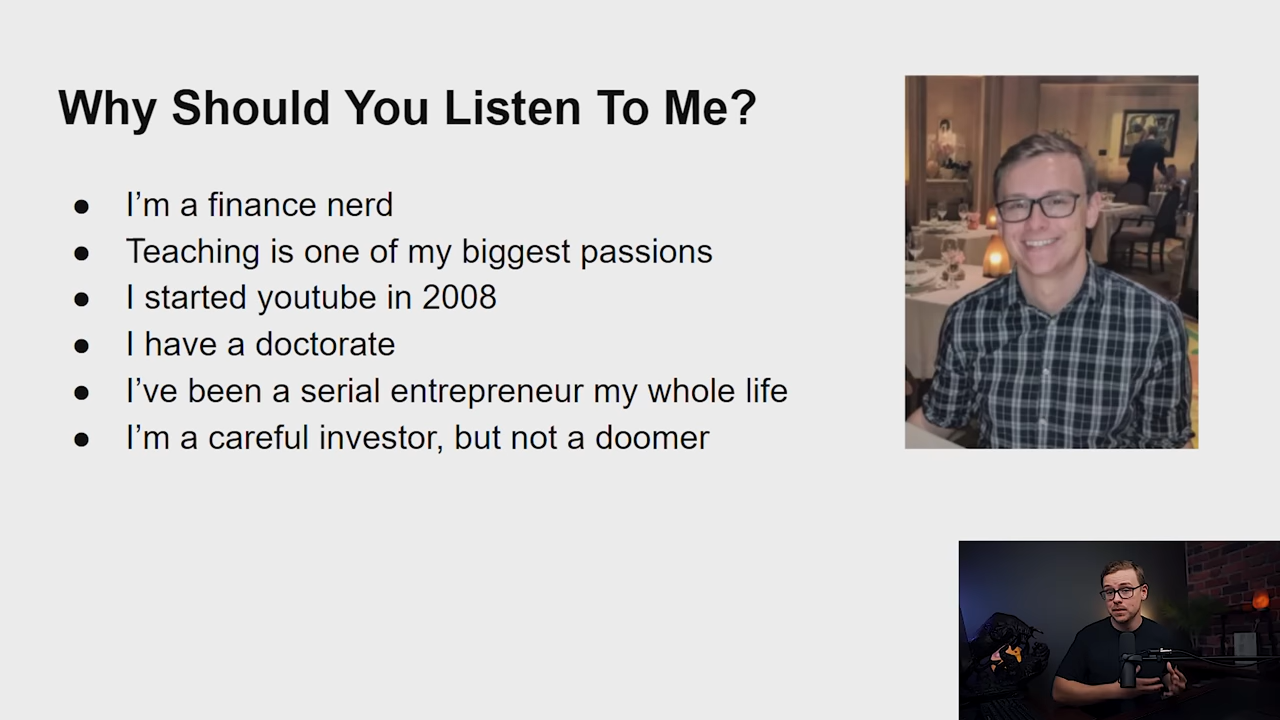 Why Should You Listen To Me?
● I’m a finance nerd
● Teaching is one of my biggest passions
● I started youtube in 2008
● I have a doctorate
● I’ve been a serial entrepreneur my whole life
● I’m a careful investor, but not a doomer